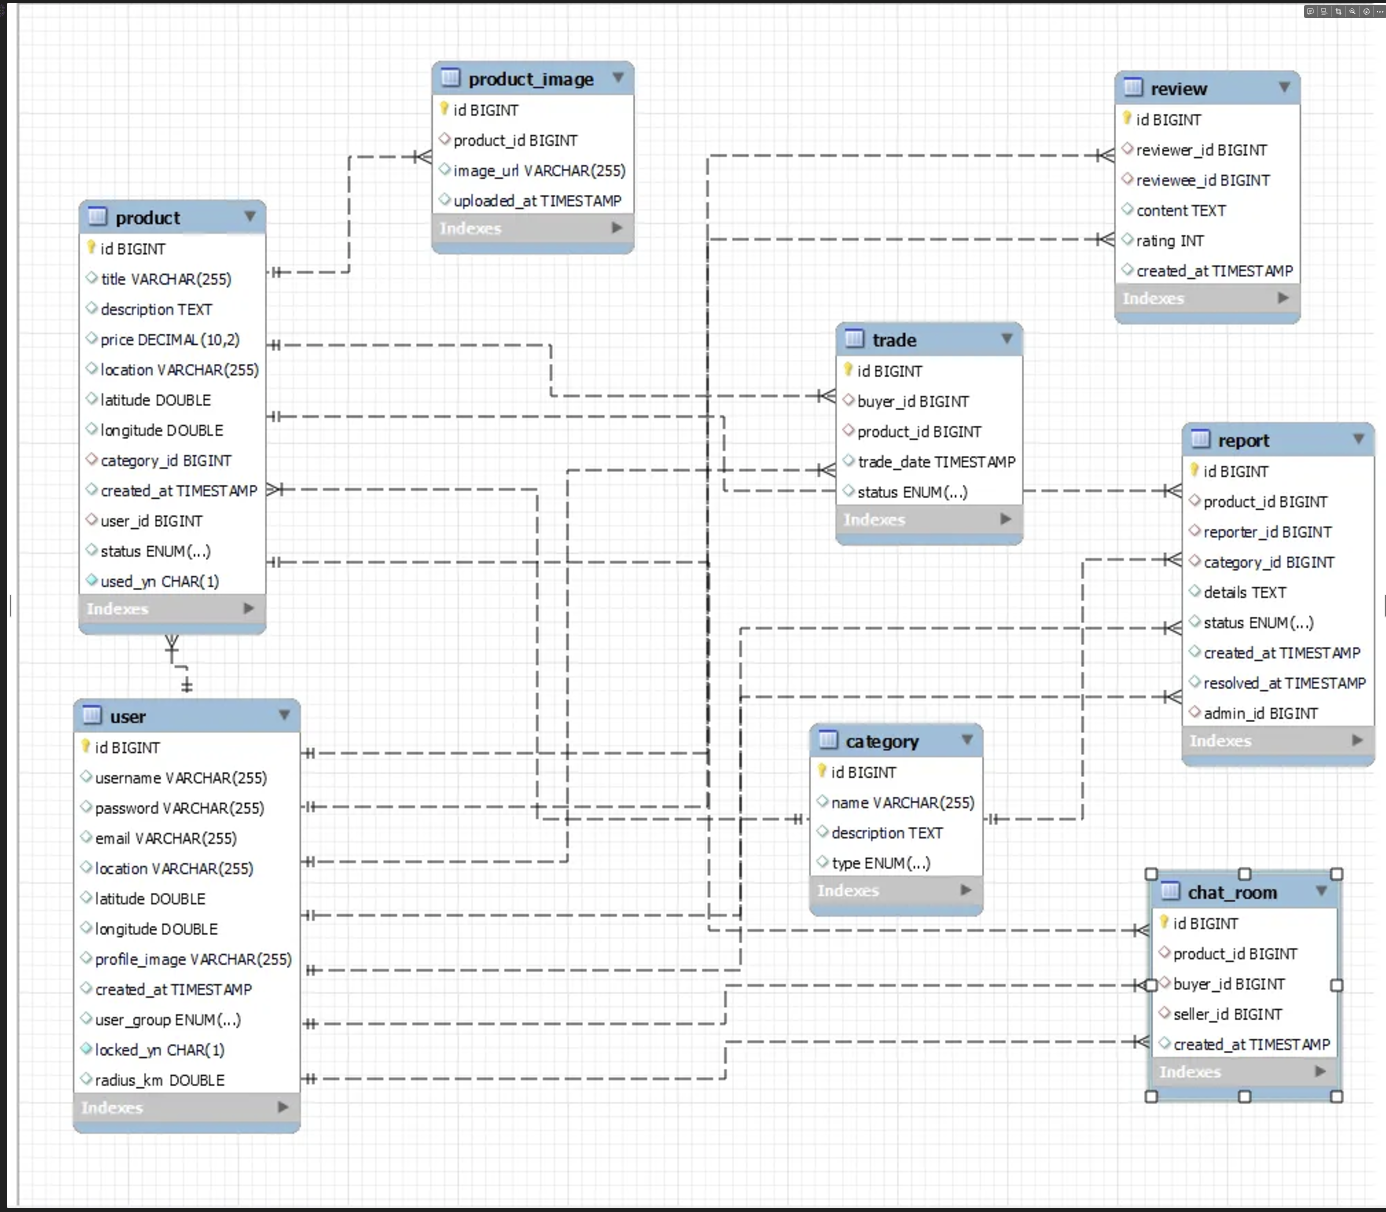 product_image
id BIGINT
product_id BIGINT
image_url VARCHAR(255)
uploaded_at TIMESTAMP
Indexes
review
id BIGINT
reviewer_id BIGINT
reviewee_id BIGINT
content TEXT
rating INT
created_at TIMESTAMP
Indexes
product
id BIGINT
title VARCHAR(255)
description TEXT
price DECIMAL(10,2)
location VARCHAR(255)
latitude DOUBLE
longitude DOUBLE
category_id BIGINT
created_at TIMESTAMP
user_id BIGINT
status ENUM(...)
used_yn CHAR(1)
Indexes
trade
id BIGINT
buyer_id BIGINT
product_id BIGINT
trade_date TIMESTAMP
status ENUM(...)
Indexes
report
id BIGINT
product_id BIGINT
reporter_id BIGINT
category_id BIGINT
details TEXT
status ENUM(...)
created_at TIMESTAMP
resolved_at TIMESTAMP
admin_id BIGINT
Indexes
user
id BIGINT
username VARCHAR(255)
password VARCHAR(255)
email VARCHAR(255)
location VARCHAR(255)
latitude DOUBLE
longitude DOUBLE
profile_image VARCHAR(255)
created_at TIMESTAMP
user_group ENUM(...)
locked_yn CHAR(1)
radius_km DOUBLE
Indexes
category
id BIGINT
name VARCHAR(255)
description TEXT
type ENUM(...)
Indexes
chat_room
id BIGINT
product_id BIGINT
buyer_id BIGINT
seller_id BIGINT
created_at TIMESTAMP
Indexes